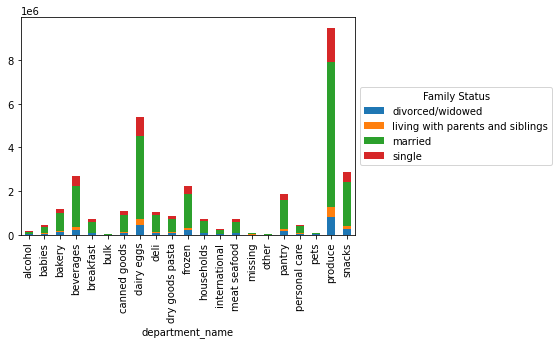 1e6
8
6
4
2
0
alcohol
babies
bakery
beverages
breakfast
bulk
canned goods
dairy eggs
deli
dry goods pasta
frozen
households
international
meat seafood
missing
other
pantry
personal care
pets
produce
snacks
department_name
Family Status
divorced/widowed
living with parents and siblings
married
single